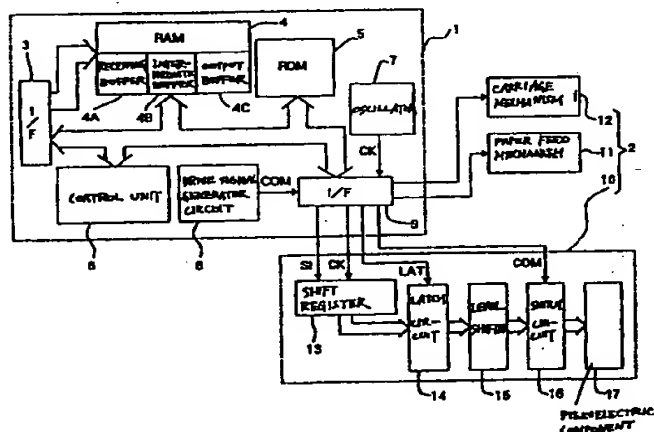 4
RAM
5
3
RECEIVING BUFFER
INTER-MEDIATE BUFFER
OUTPUT BUFFER
ROM
7
1
I/F
4A
4B
4C
OSCILLATOR
CARRIAGE MECHANISM
12
PAPER FEED MECHANISM
11
2
CK
CONTROL UNIT
DRIVE SIGNAL GENERATOR CIRCUIT
COM
I/F
10
6
8
9
SI
CK
LAT
COM
SHIFT REGISTER
13
LATCH CIR-CUIT
LEVEL SHIFTER
SWITCH CIR-CUIT
14
15
16
17
PIEZOELECTRIC COMPONENT